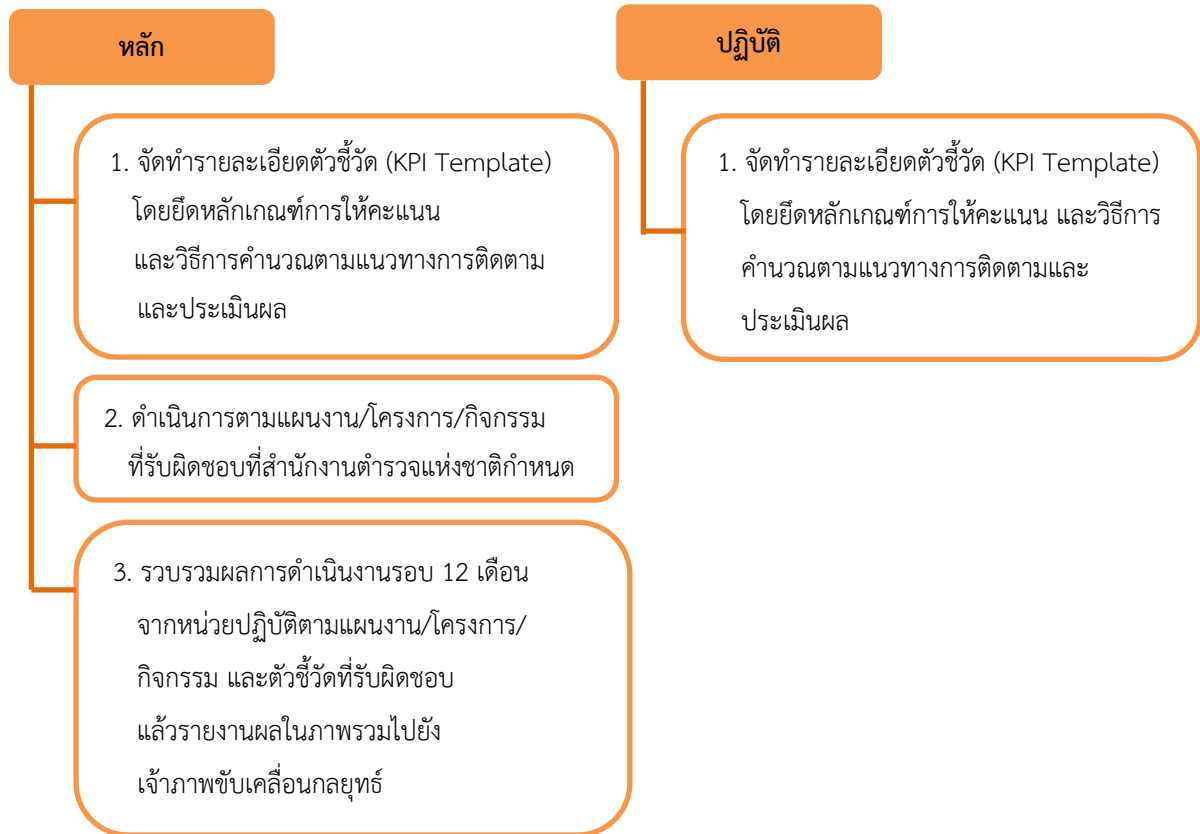 หลัก
1. จัดทำรายละเอียดตัวชี้วัด (KPI Template)
โดยยึดหลักเกณฑ์การให้คะแนน
และวิธีการคำนวณตามแนวทางการติดตาม
และประเมินผล
2. ดำเนินการตามแผนงาน/โครงการ/กิจกรรม
ที่รับผิดชอบที่สำนักงานตำรวจแห่งชาติกำหนด
3. รวบรวมผลการดำเนินงานรอบ 12 เดือน
จากหน่วยปฏิบัติตามแผนงาน/โครงการ/
กิจกรรม และตัวชี้วัดที่รับผิดชอบ
แล้วรายงานผลในภาพรวมไปยัง
เจ้าภาพขับเคลื่อนกลยุทธ์
ปฏิบัติ
1. จัดทำรายละเอียดตัวชี้วัด (KPI Template)
โดยยึดหลักเกณฑ์การให้คะแนน และวิธีการ
คำนวณตามแนวทางการติดตามและ
ประเมินผล